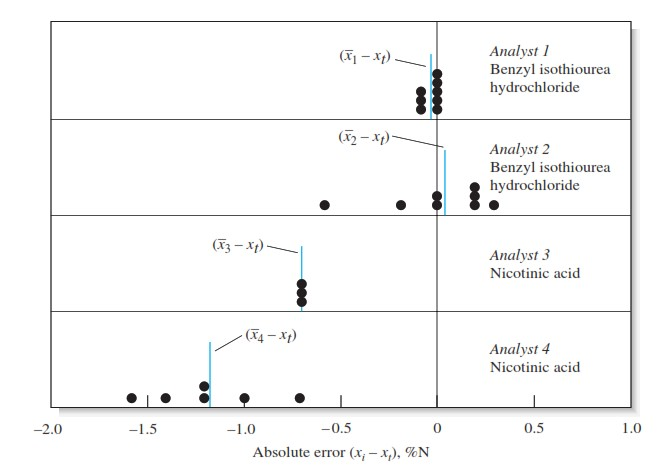 (x̄₁ – xₜ)
Analyst 1
Benzyl isothiourea
hydrochloride
(x̄₂ – xₜ)
Analyst 2
Benzyl isothiourea
hydrochloride
(x̄₃ – xₜ)
Analyst 3
Nicotinic acid
(x̄₄ – xₜ)
Analyst 4
Nicotinic acid
–2.0 –1.5 –1.0 –0.5 0 0.5 1.0
Absolute error (xᵢ – xₜ), %N